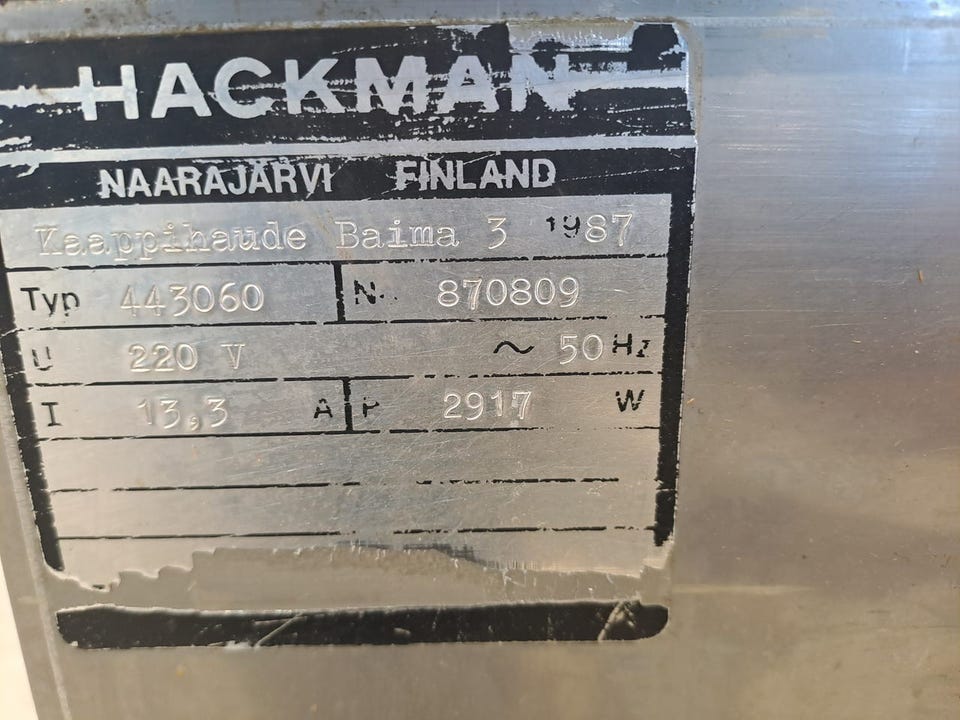 HACKMAN
NAARAJÄRVI FINLAND
Kaappihaude Baima 3 1987
Typ 443060 N 870809
U 220 V ~ 50 Hz
I 13,3 A P 2917 W